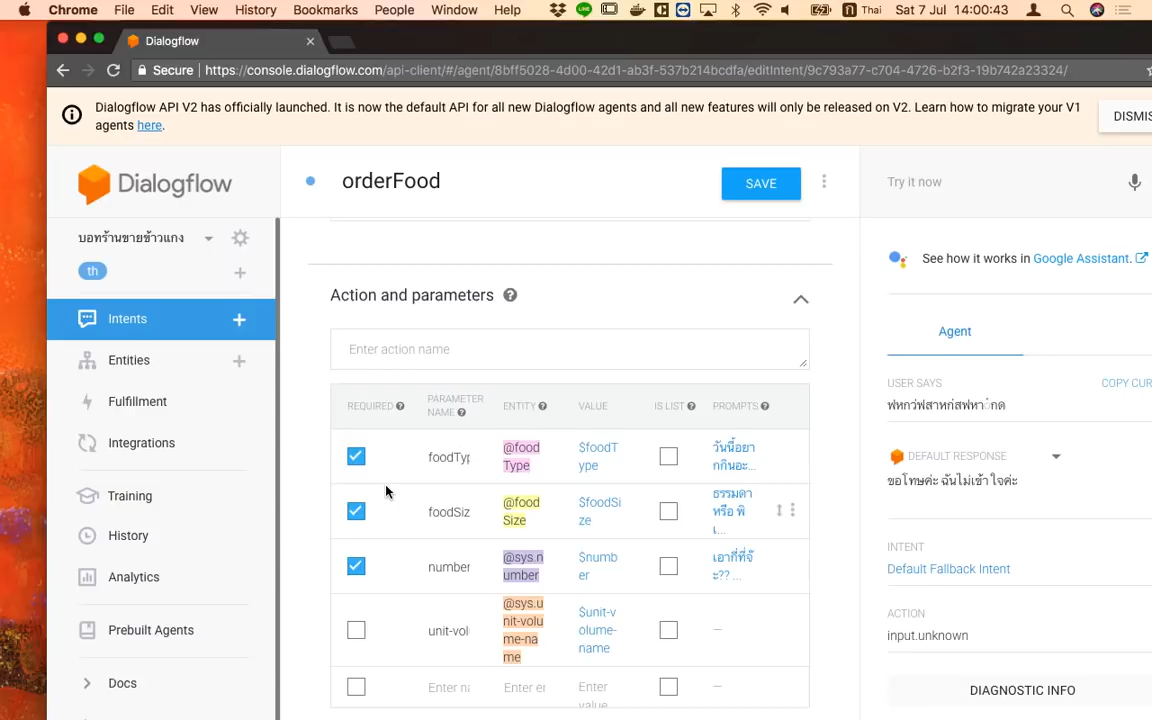 Chrome File Edit View History Bookmarks People Window Help Thai Sat 7 Jul 14:00:43
Dialogflow
Secure https://console.dialogflow.com/api-client/#/agent/8bff5028-4d00-42d1-ab3f-537b214bcdfa/editIntent/9c793a77-c704-4726-b2f3-19b742a23324/
Dialogflow API V2 has officially launched. It is now the default API for all new Dialogflow agents and all new features will only be released on V2. Learn how to migrate your V1
agents here.
DISMIS
Dialogflow
orderFood
SAVE
Try it now
บอทร้านขายข้าวแกง
th
Intents
Entities
Fulfillment
Integrations
Training
History
Analytics
Prebuilt Agents
Docs
Action and parameters
Enter action name
REQUIRED PARAMETER NAME ENTITY VALUE IS LIST PROMPTS
foodTyp @food $foodT วันนี้อยา
Type ype กกินอะ...
foodSiz @food $foodSi ธรรมดา
Size ze หรือ พิ
เ...
number @sys.n $numb เอากี่ที่จ๊
umber er ะ?? ...
unit-vol @sys.u $unit-v –
nit-volu olume-
me-na name
me
Enter na Enter er Enter –
value
See how it works in Google Assistant.
Agent
USER SAYS COPY CUR
DEFAULT RESPONSE
ขอโทษค่ะ ฉันไม่เข้าใจค่ะ
INTENT
Default Fallback Intent
ACTION
input.unknown
DIAGNOSTIC INFO